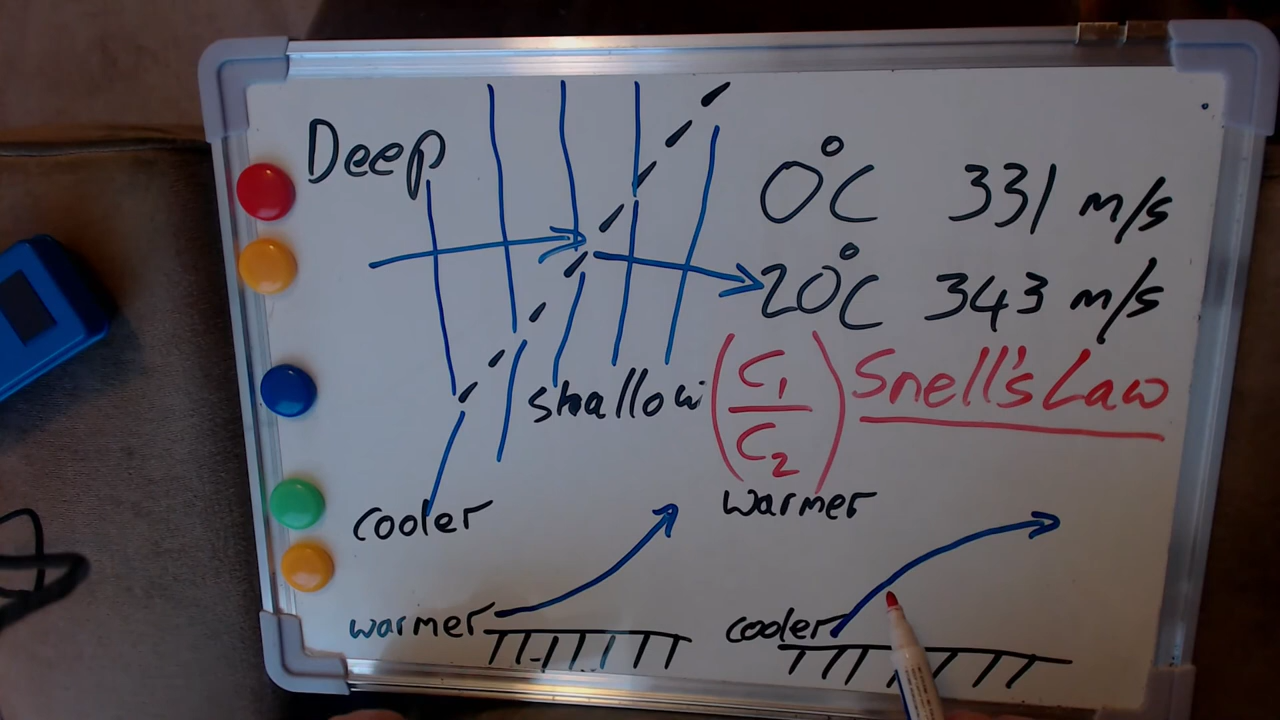 Deep
0°C 331 m/s
20°C 343 m/s
shallow
(C₁/C₂) Snell's Law
cooler
warmer
warmer
cooler